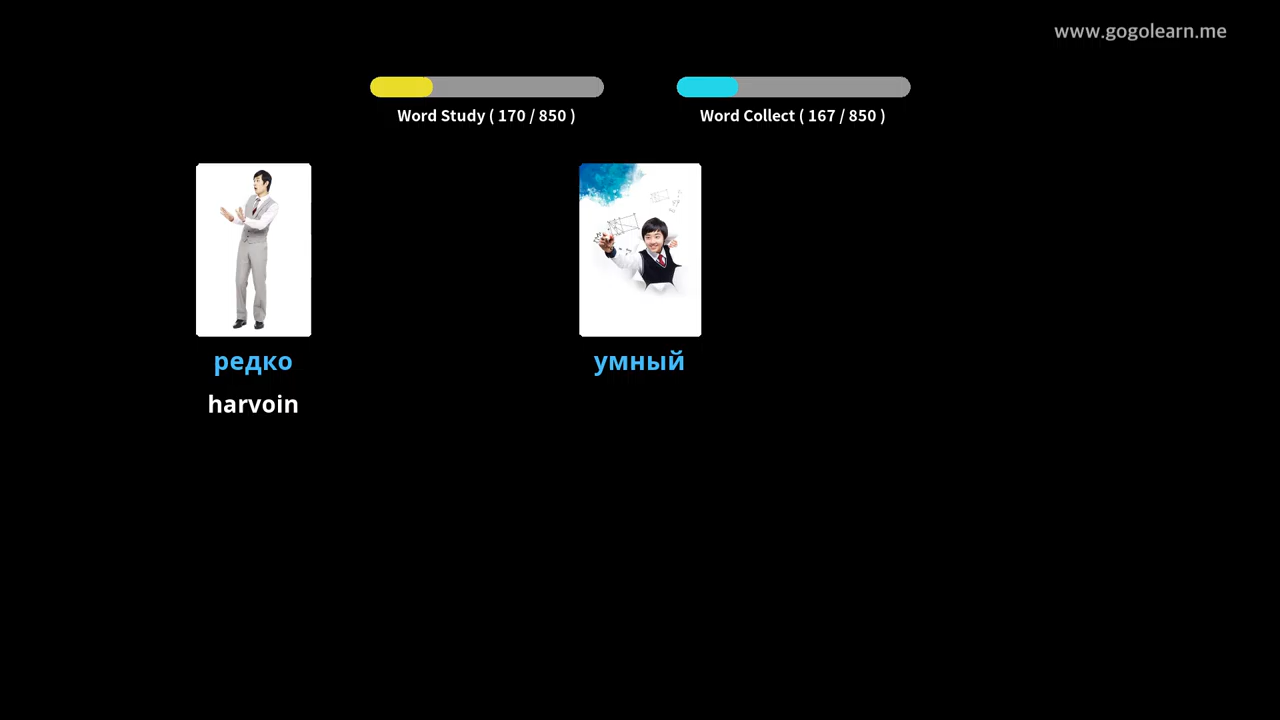 www.gogolearn.me
Word Study ( 170 / 850 )
Word Collect ( 167 / 850 )
редко
умный
harvoin